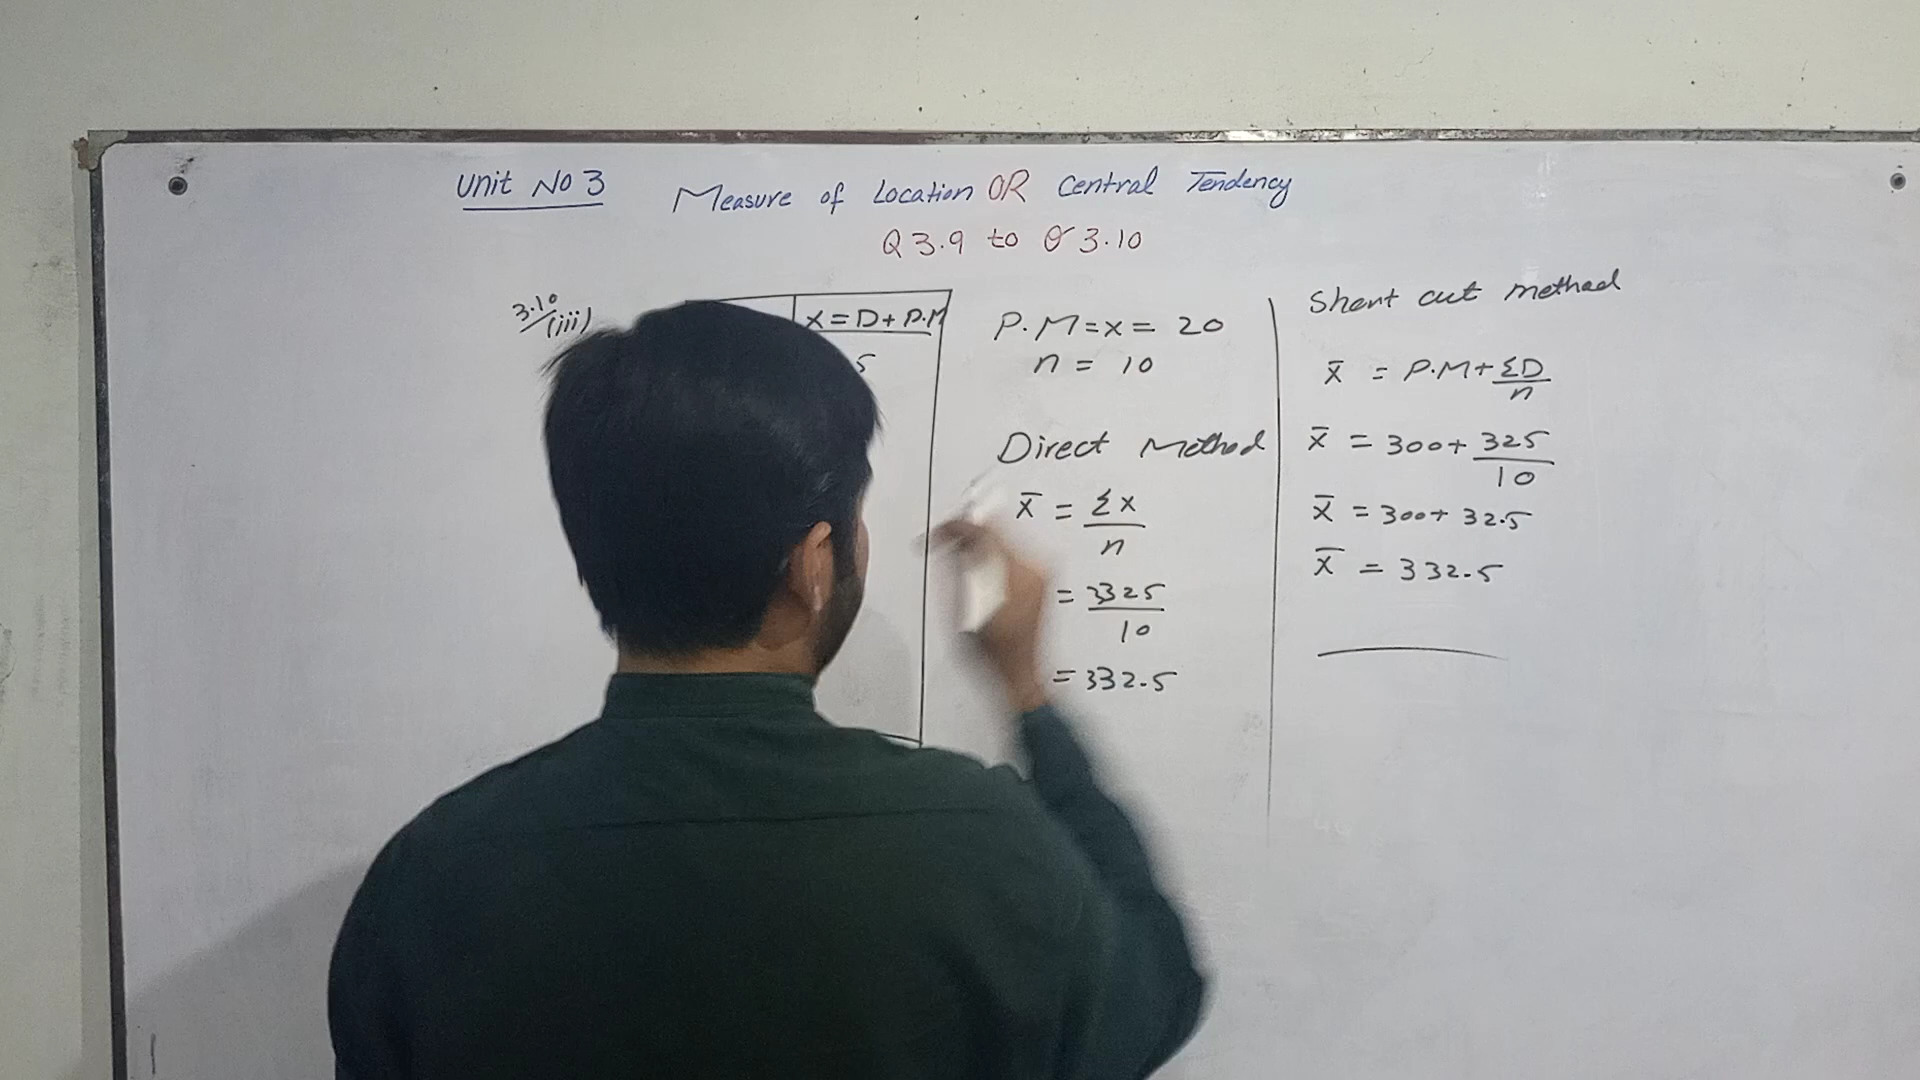 Unit No 3 Measure of Location OR Central Tendency
Q 3.9 to Q 3.10
3.10/(iii)
X = D + P.M
5
P.M = x = 20
n = 10
Direct Method
x̄ = Σx/n
= 3325/10
= 332.5
Short cut method
x̄ = P.M + ΣD/n
x̄ = 300 + 325/10
x̄ = 300 + 32.5
x̄ = 332.5